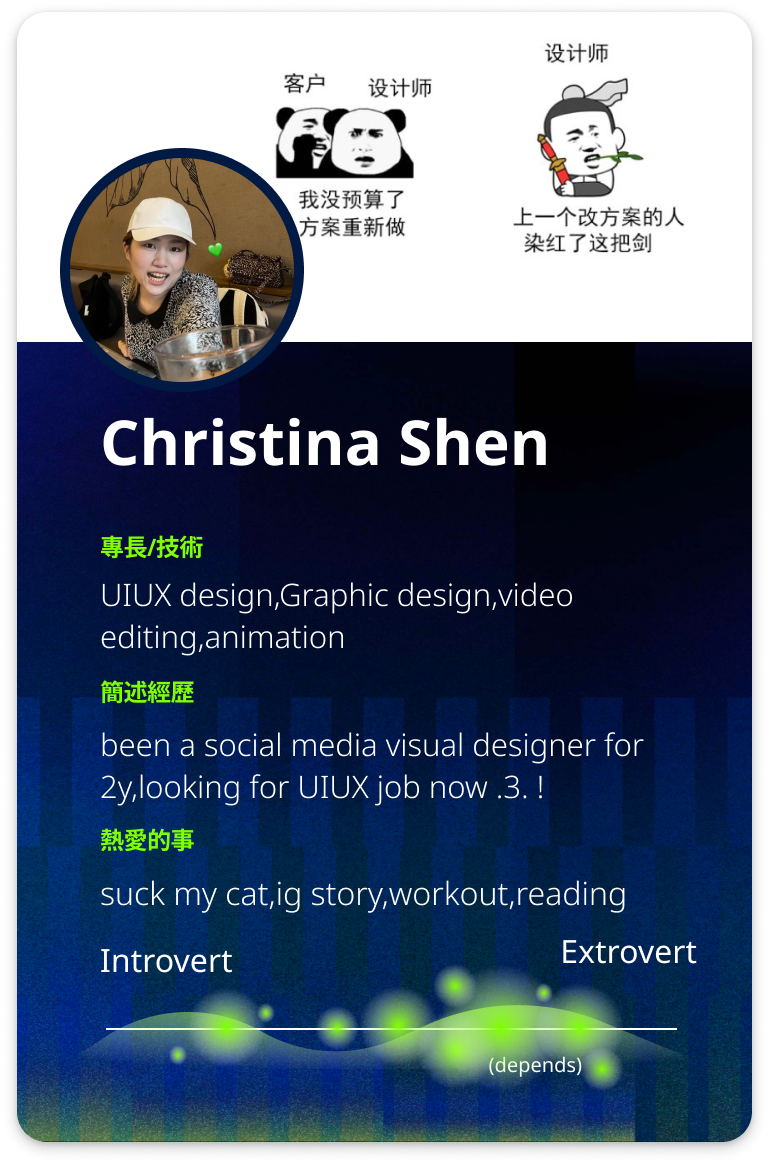 客户
设计师
我没预算了
方案重新做
设计师
上一个改方案的人
染红了这把剑
Christina Shen
專長/技術
UIUX design,Graphic design,video
editing,animation
簡述經歷
been a social media visual designer for
2y,looking for UIUX job now .3. !
熱愛的事
suck my cat,ig story,workout,reading
Introvert
Extrovert
(depends)